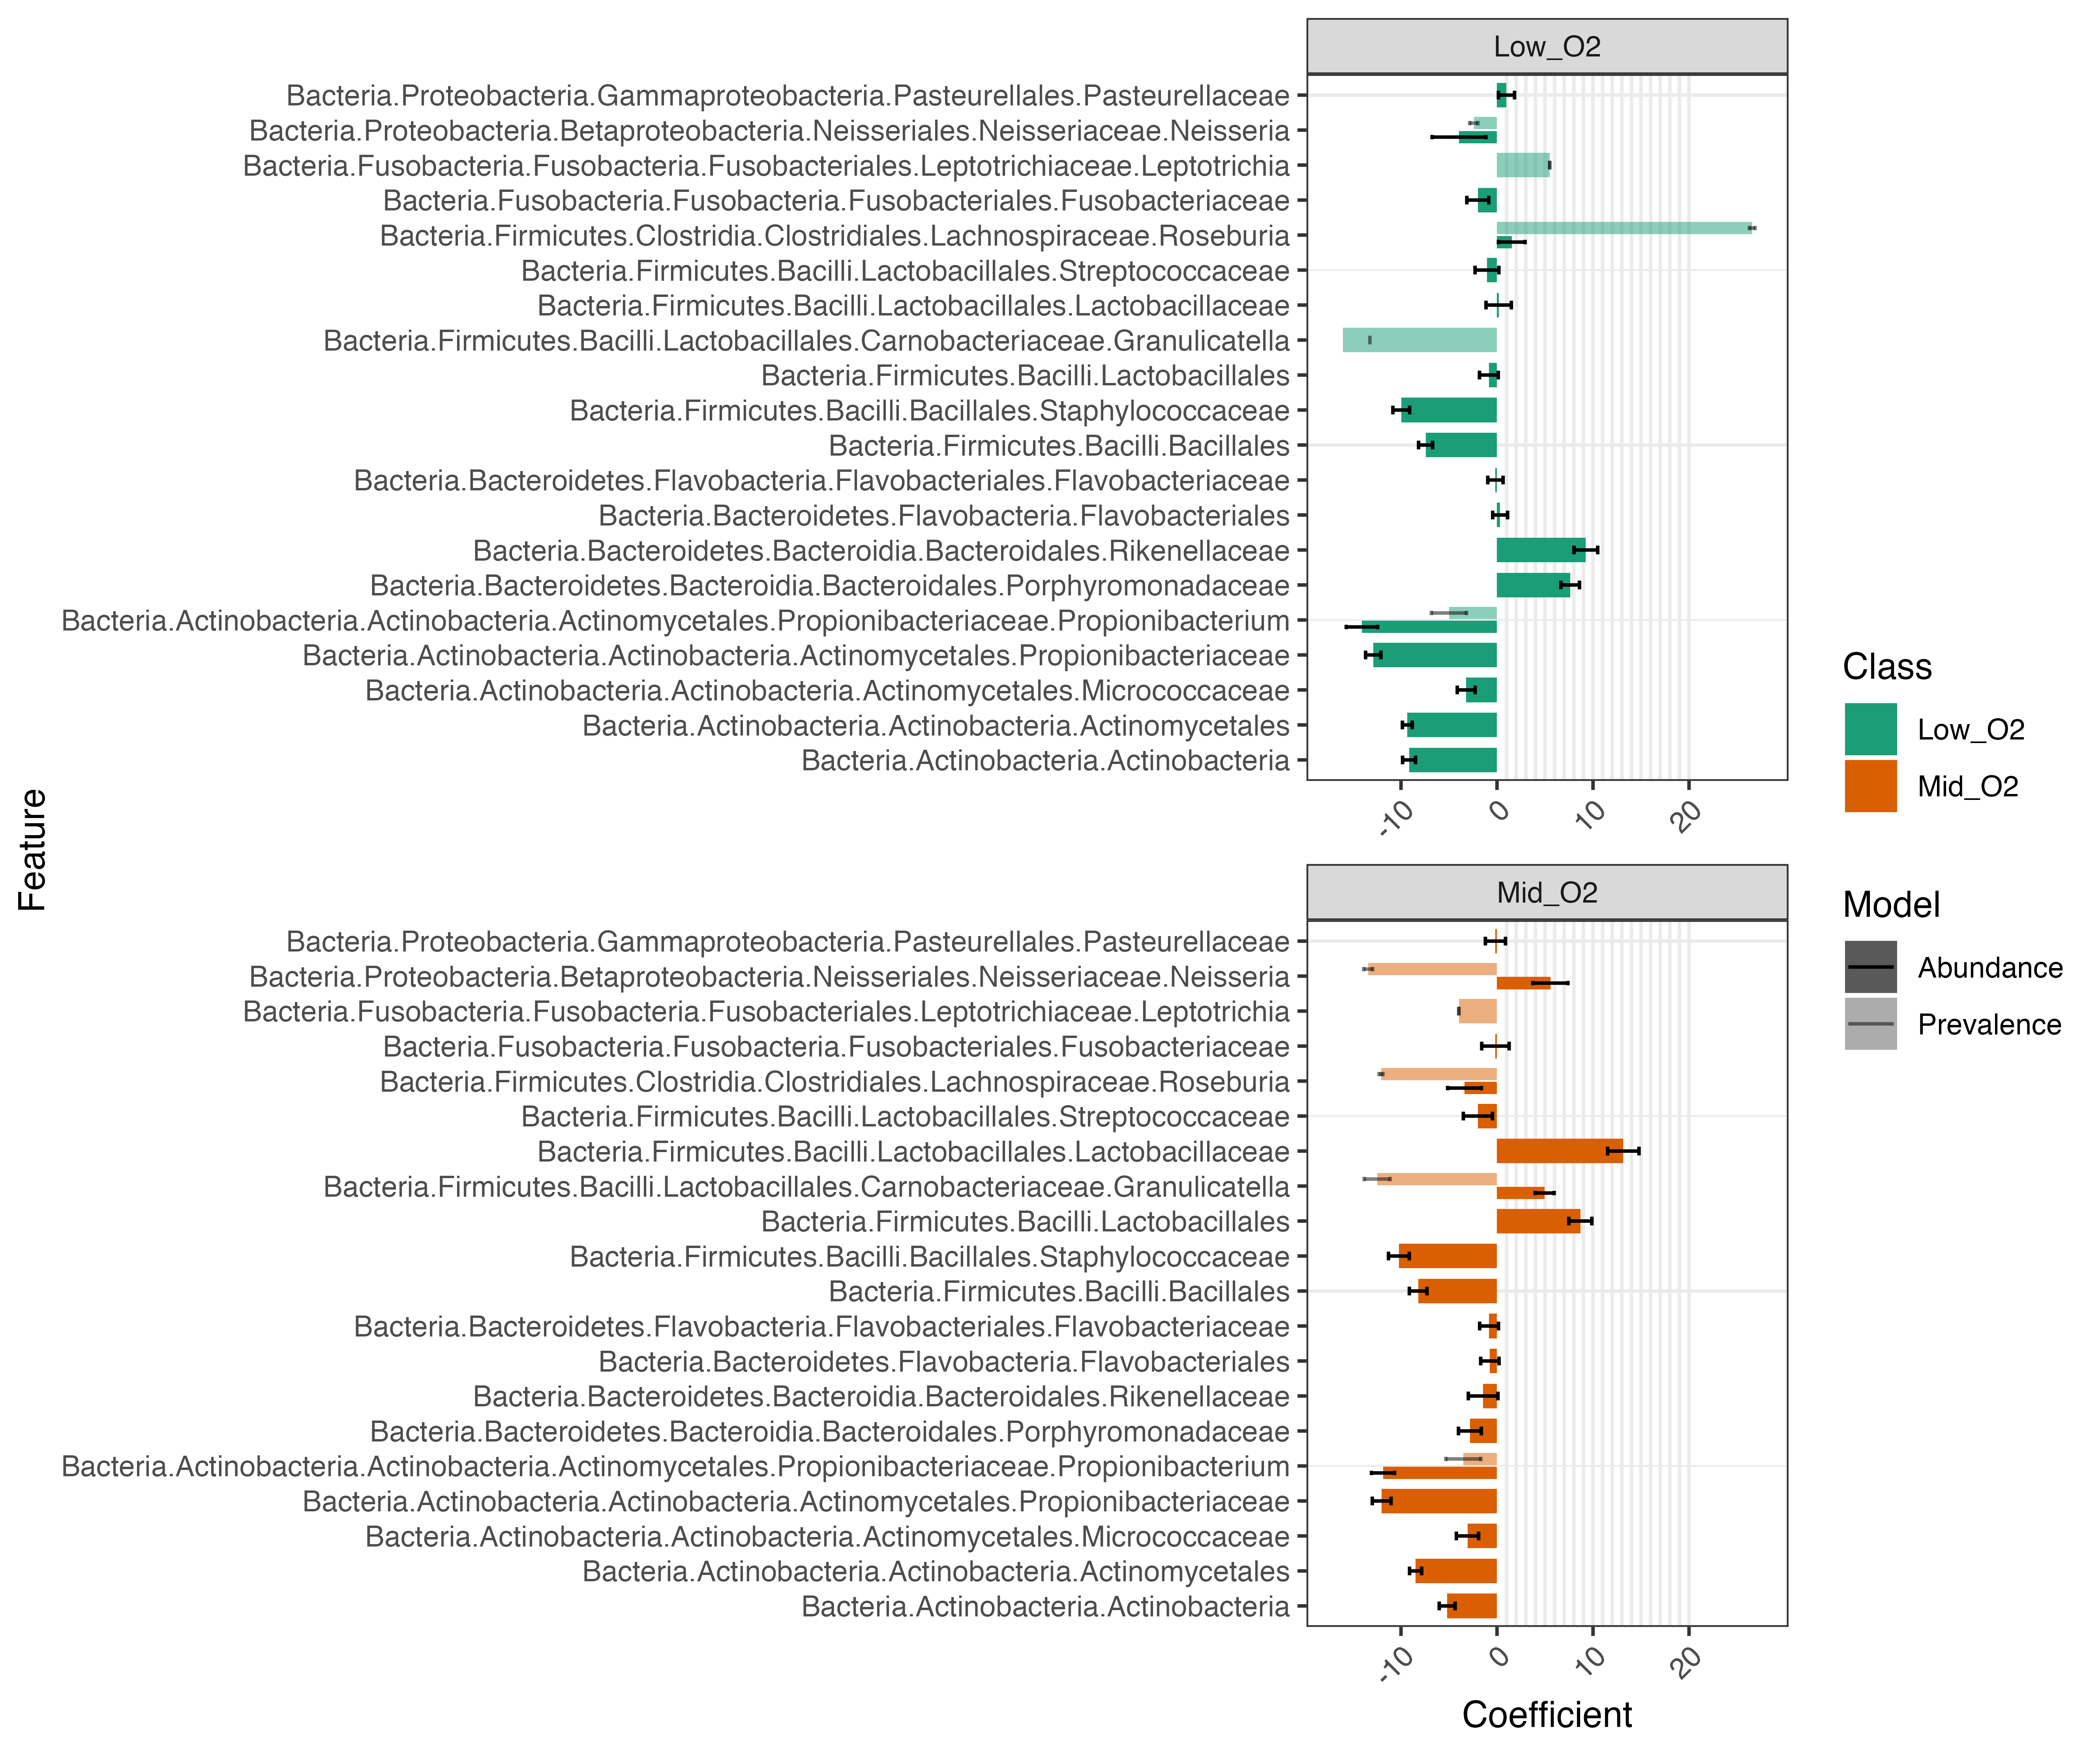 Low_O2
Bacteria.Proteobacteria.Gammaproteobacteria.Pasteurellales.Pasteurellaceae
Bacteria.Proteobacteria.Betaproteobacteria.Neisseriales.Neisseriaceae.Neisseria
Bacteria.Fusobacteria.Fusobacteria.Fusobacteriales.Leptotrichiaceae.Leptotrichia
Bacteria.Fusobacteria.Fusobacteria.Fusobacteriales.Fusobacteriaceae
Bacteria.Firmicutes.Clostridia.Clostridiales.Lachnospiraceae.Roseburia
Bacteria.Firmicutes.Bacilli.Lactobacillales.Streptococcaceae
Bacteria.Firmicutes.Bacilli.Lactobacillales.Lactobacillaceae
Bacteria.Firmicutes.Bacilli.Lactobacillales.Carnobacteriaceae.Granulicatella
Bacteria.Firmicutes.Bacilli.Lactobacillales
Bacteria.Firmicutes.Bacilli.Bacillales.Staphylococcaceae
Bacteria.Firmicutes.Bacilli.Bacillales
Bacteria.Bacteroidetes.Flavobacteria.Flavobacteriales.Flavobacteriaceae
Bacteria.Bacteroidetes.Flavobacteria.Flavobacteriales
Bacteria.Bacteroidetes.Bacteroidia.Bacteroidales.Rikenellaceae
Bacteria.Bacteroidetes.Bacteroidia.Bacteroidales.Porphyromonadaceae
Bacteria.Actinobacteria.Actinobacteria.Actinomycetales.Propionibacteriaceae.Propionibacterium
Bacteria.Actinobacteria.Actinobacteria.Actinomycetales.Propionibacteriaceae
Bacteria.Actinobacteria.Actinobacteria.Actinomycetales.Micrococcaceae
Bacteria.Actinobacteria.Actinobacteria.Actinomycetales
Bacteria.Actinobacteria.Actinobacteria
-10 0 10 20
Feature
Mid_O2
Bacteria.Proteobacteria.Gammaproteobacteria.Pasteurellales.Pasteurellaceae
Bacteria.Proteobacteria.Betaproteobacteria.Neisseriales.Neisseriaceae.Neisseria
Bacteria.Fusobacteria.Fusobacteria.Fusobacteriales.Leptotrichiaceae.Leptotrichia
Bacteria.Fusobacteria.Fusobacteria.Fusobacteriales.Fusobacteriaceae
Bacteria.Firmicutes.Clostridia.Clostridiales.Lachnospiraceae.Roseburia
Bacteria.Firmicutes.Bacilli.Lactobacillales.Streptococcaceae
Bacteria.Firmicutes.Bacilli.Lactobacillales.Lactobacillaceae
Bacteria.Firmicutes.Bacilli.Lactobacillales.Carnobacteriaceae.Granulicatella
Bacteria.Firmicutes.Bacilli.Lactobacillales
Bacteria.Firmicutes.Bacilli.Bacillales.Staphylococcaceae
Bacteria.Firmicutes.Bacilli.Bacillales
Bacteria.Bacteroidetes.Flavobacteria.Flavobacteriales.Flavobacteriaceae
Bacteria.Bacteroidetes.Flavobacteria.Flavobacteriales
Bacteria.Bacteroidetes.Bacteroidia.Bacteroidales.Rikenellaceae
Bacteria.Bacteroidetes.Bacteroidia.Bacteroidales.Porphyromonadaceae
Bacteria.Actinobacteria.Actinobacteria.Actinomycetales.Propionibacteriaceae.Propionibacterium
Bacteria.Actinobacteria.Actinobacteria.Actinomycetales.Propionibacteriaceae
Bacteria.Actinobacteria.Actinobacteria.Actinomycetales.Micrococcaceae
Bacteria.Actinobacteria.Actinobacteria.Actinomycetales
Bacteria.Actinobacteria.Actinobacteria
-10 0 10 20
Coefficient
Class
Low_O2
Mid_O2
Model
Abundance
Prevalence